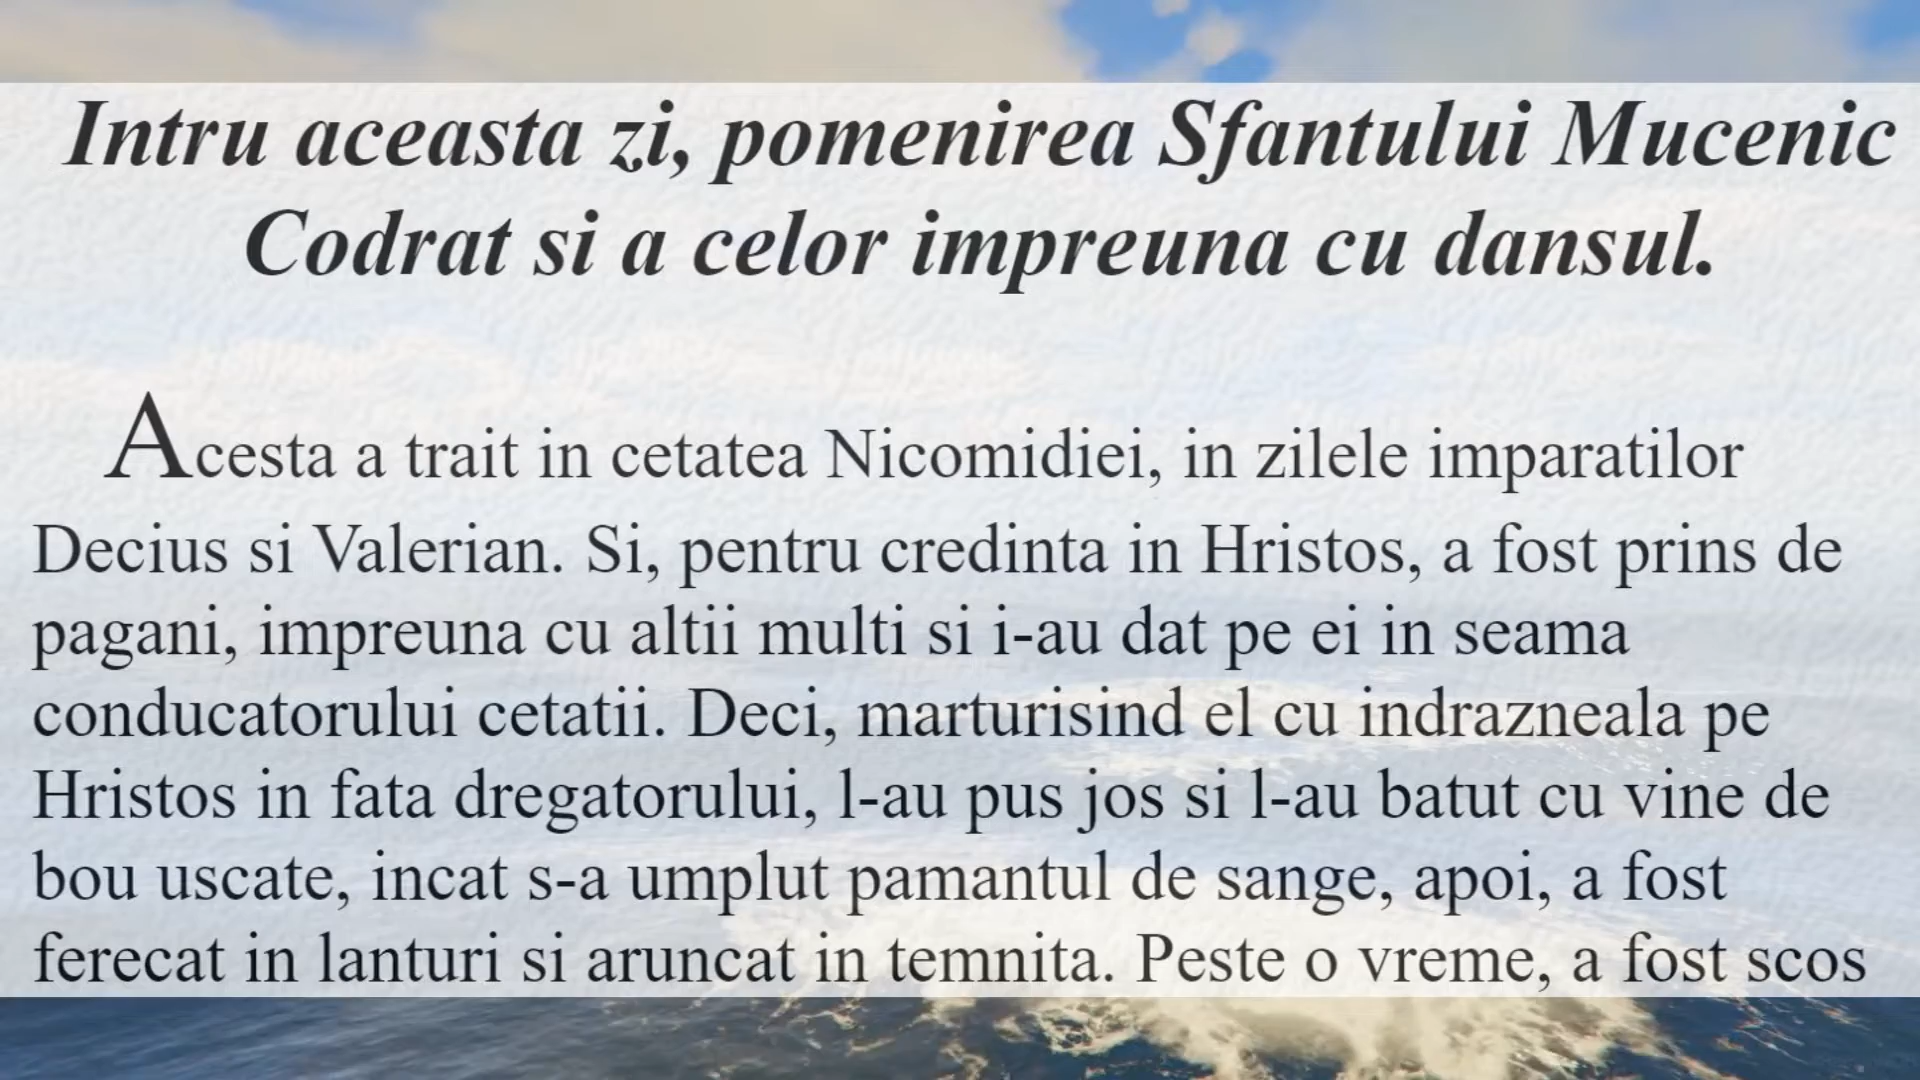 Intru aceasta zi, pomenirea Sfantului Mucenic
Codrat si a celor impreuna cu dansul.
Acesta a trait in cetatea Nicomidiei, in zilele imparatilor
Decius si Valerian. Si, pentru credinta in Hristos, a fost prins de
pagani, impreuna cu altii multi si i-au dat pe ei in seama
conducatorului cetatii. Deci, marturisind el cu indrazneala pe
Hristos in fata dregatorului, l-au pus jos si l-au batut cu vine de
bou uscate, incat s-a umplut pamantul de sange, apoi, a fost
ferecat in lanturi si aruncat in temnita. Peste o vreme, a fost scos